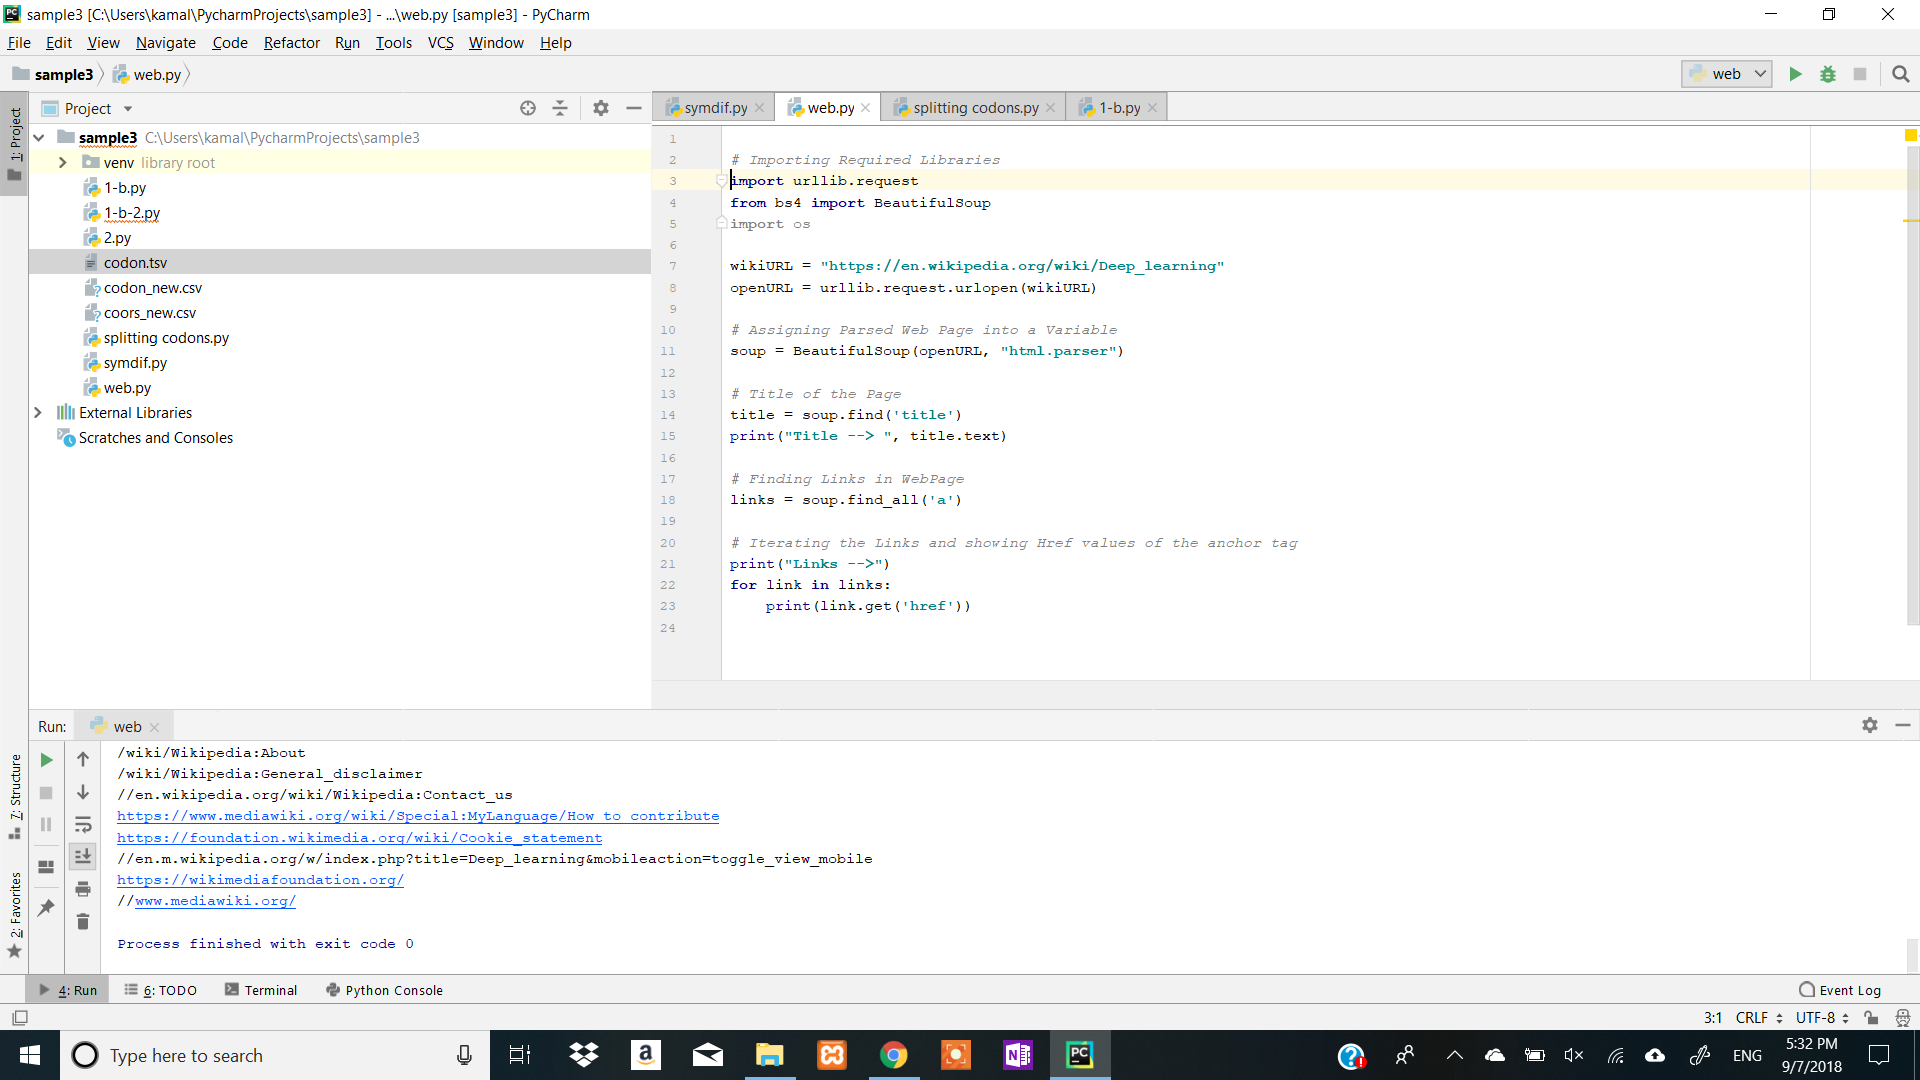 sample3 [C:\Users\kamal\PycharmProjects\sample3] - ...\web.py [sample3] - PyCharm
File Edit View Navigate Code Refactor Run Tools VCS Window Help
sample3 web.py web
1: Project
Project
symdif.py web.py splitting codons.py 1-b.py
sample3 C:\Users\kamal\PycharmProjects\sample3
venv library root
1-b.py
1-b-2.py
2.py
codon.tsv
codon_new.csv
coors_new.csv
splitting codons.py
symdif.py
web.py
External Libraries
Scratches and Consoles
1
2 # Importing Required Libraries
3 import urllib.request
4 from bs4 import BeautifulSoup
5 import os
6
7 wikiURL = "https://en.wikipedia.org/wiki/Deep_learning"
8 openURL = urllib.request.urlopen(wikiURL)
9
10 # Assigning Parsed Web Page into a Variable
11 soup = BeautifulSoup(openURL, "html.parser")
12
13 # Title of the Page
14 title = soup.find('title')
15 print("Title --> ", title.text)
16
17 # Finding Links in WebPage
18 links = soup.find_all('a')
19
20 # Iterating the Links and showing Href values of the anchor tag
21 print("Links -->")
22 for link in links:
23     print(link.get('href'))
24
Run: web
7: Structure
2: Favorites
/wiki/Wikipedia:About
/wiki/Wikipedia:General_disclaimer
//en.wikipedia.org/wiki/Wikipedia:Contact_us
https://www.mediawiki.org/wiki/Special:MyLanguage/How_to_contribute
https://foundation.wikimedia.org/wiki/Cookie_statement
//en.m.wikipedia.org/w/index.php?title=Deep_learning&mobileaction=toggle_view_mobile
https://wikimediafoundation.org/
//www.mediawiki.org/
Process finished with exit code 0
4: Run 6: TODO Terminal Python Console Event Log
3:1 CRLF UTF-8
Type here to search ENG 5:32 PM
9/7/2018